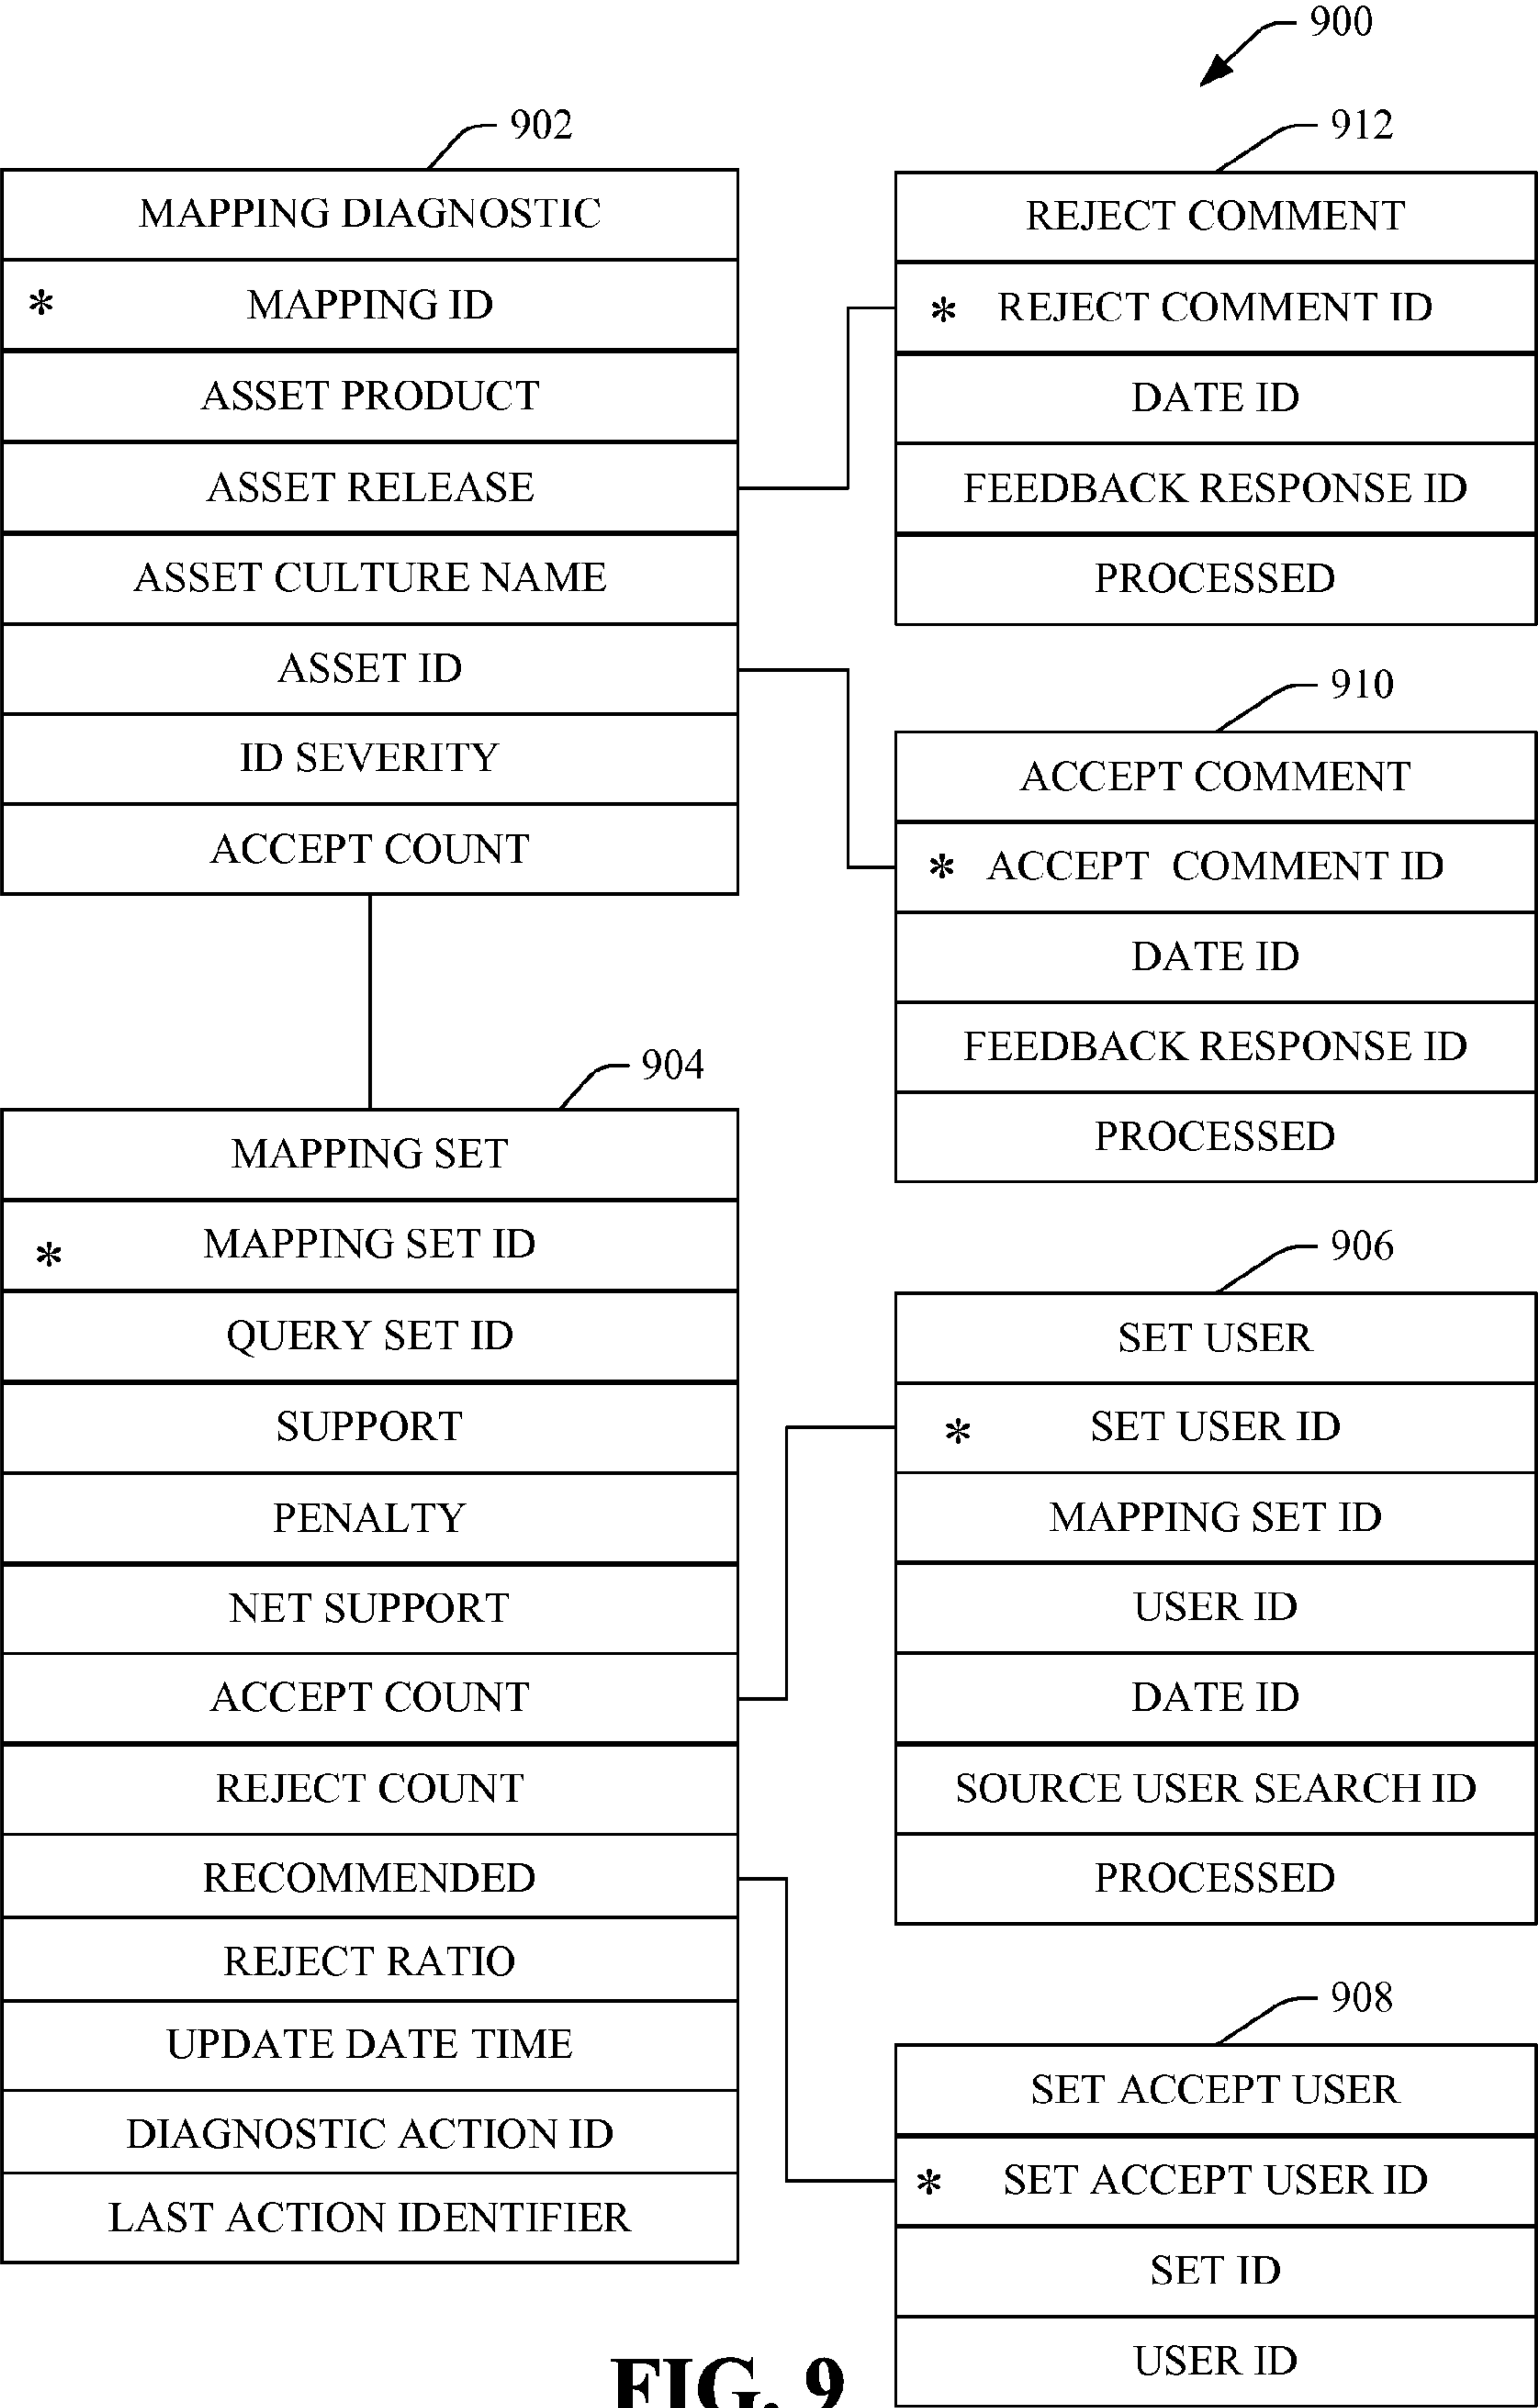 900
902
MAPPING DIAGNOSTIC
* MAPPING ID
ASSET PRODUCT
ASSET RELEASE
ASSET CULTURE NAME
ASSET ID
ID SEVERITY
ACCEPT COUNT
912
REJECT COMMENT
* REJECT COMMENT ID
DATE ID
FEEDBACK RESPONSE ID
PROCESSED
910
ACCEPT COMMENT
* ACCEPT COMMENT ID
DATE ID
FEEDBACK RESPONSE ID
PROCESSED
904
MAPPING SET
* MAPPING SET ID
QUERY SET ID
SUPPORT
PENALTY
NET SUPPORT
ACCEPT COUNT
REJECT COUNT
RECOMMENDED
REJECT RATIO
UPDATE DATE TIME
DIAGNOSTIC ACTION ID
LAST ACTION IDENTIFIER
906
SET USER
* SET USER ID
MAPPING SET ID
USER ID
DATE ID
SOURCE USER SEARCH ID
PROCESSED
908
SET ACCEPT USER
* SET ACCEPT USER ID
SET ID
USER ID
FIG. 9